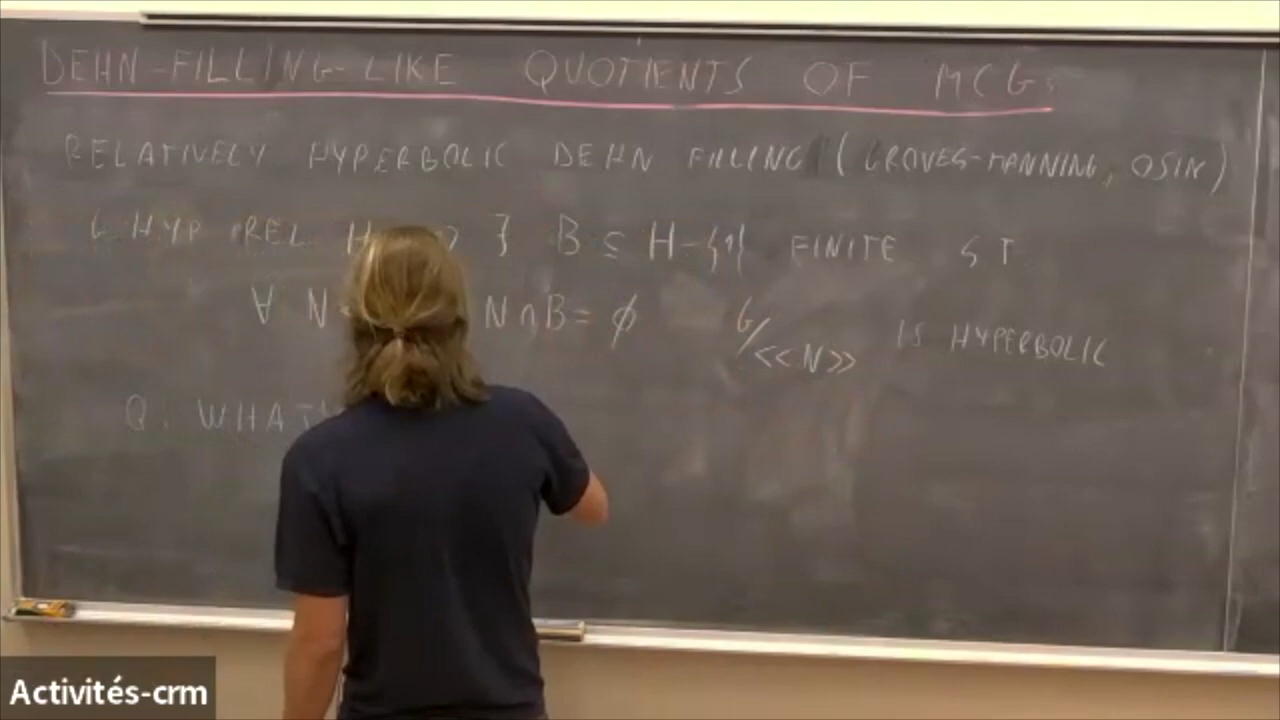 DEHN-FILLING-LIKE QUOTIENTS OF MCGs
RELATIVELY HYPERBOLIC DEHN FILLING (GROVES-MANNING, OSIN)
G HYP REL H ∃ B ⊆ H-{1} FINITE ST
∀ N N∩B=∅ G/<<N>> IS HYPERBOLIC
Q: WHAT
Activités-crm